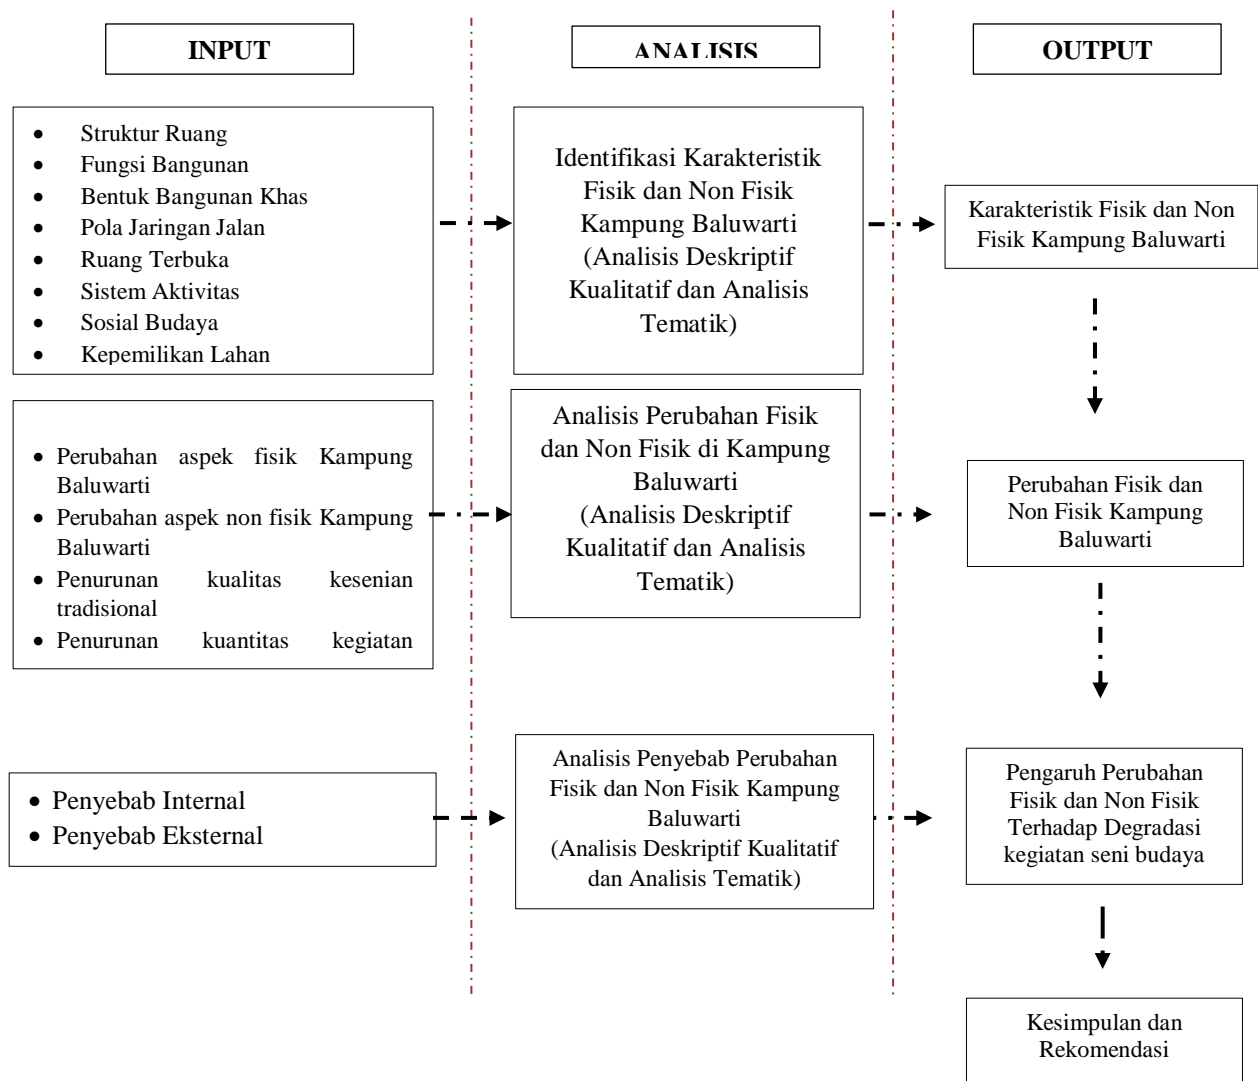 INPUT
ANALISIS
OUTPUT
• Struktur Ruang
• Fungsi Bangunan
• Bentuk Bangunan Khas
• Pola Jaringan Jalan
• Ruang Terbuka
• Sistem Aktivitas
• Sosial Budaya
• Kepemilikan Lahan
Identifikasi Karakteristik
Fisik dan Non Fisik
Kampung Baluwarti
(Analisis Deskriptif
Kualitatif dan Analisis
Tematik)
Karakteristik Fisik dan Non
Fisik Kampung Baluwarti
• Perubahan aspek fisik Kampung
Baluwarti
• Perubahan aspek non fisik Kampung
Baluwarti
• Penurunan kualitas kesenian
tradisional
• Penurunan kuantitas kegiatan
Analisis Perubahan Fisik
dan Non Fisik di Kampung
Baluwarti
(Analisis Deskriptif
Kualitatif dan Analisis
Tematik)
Perubahan Fisik dan
Non Fisik Kampung
Baluwarti
• Penyebab Internal
• Penyebab Eksternal
Analisis Penyebab Perubahan
Fisik dan Non Fisik Kampung
Baluwarti
(Analisis Deskriptif Kualitatif
dan Analisis Tematik)
Pengaruh Perubahan
Fisik dan Non Fisik
Terhadap Degradasi
kegiatan seni budaya
Kesimpulan dan
Rekomendasi